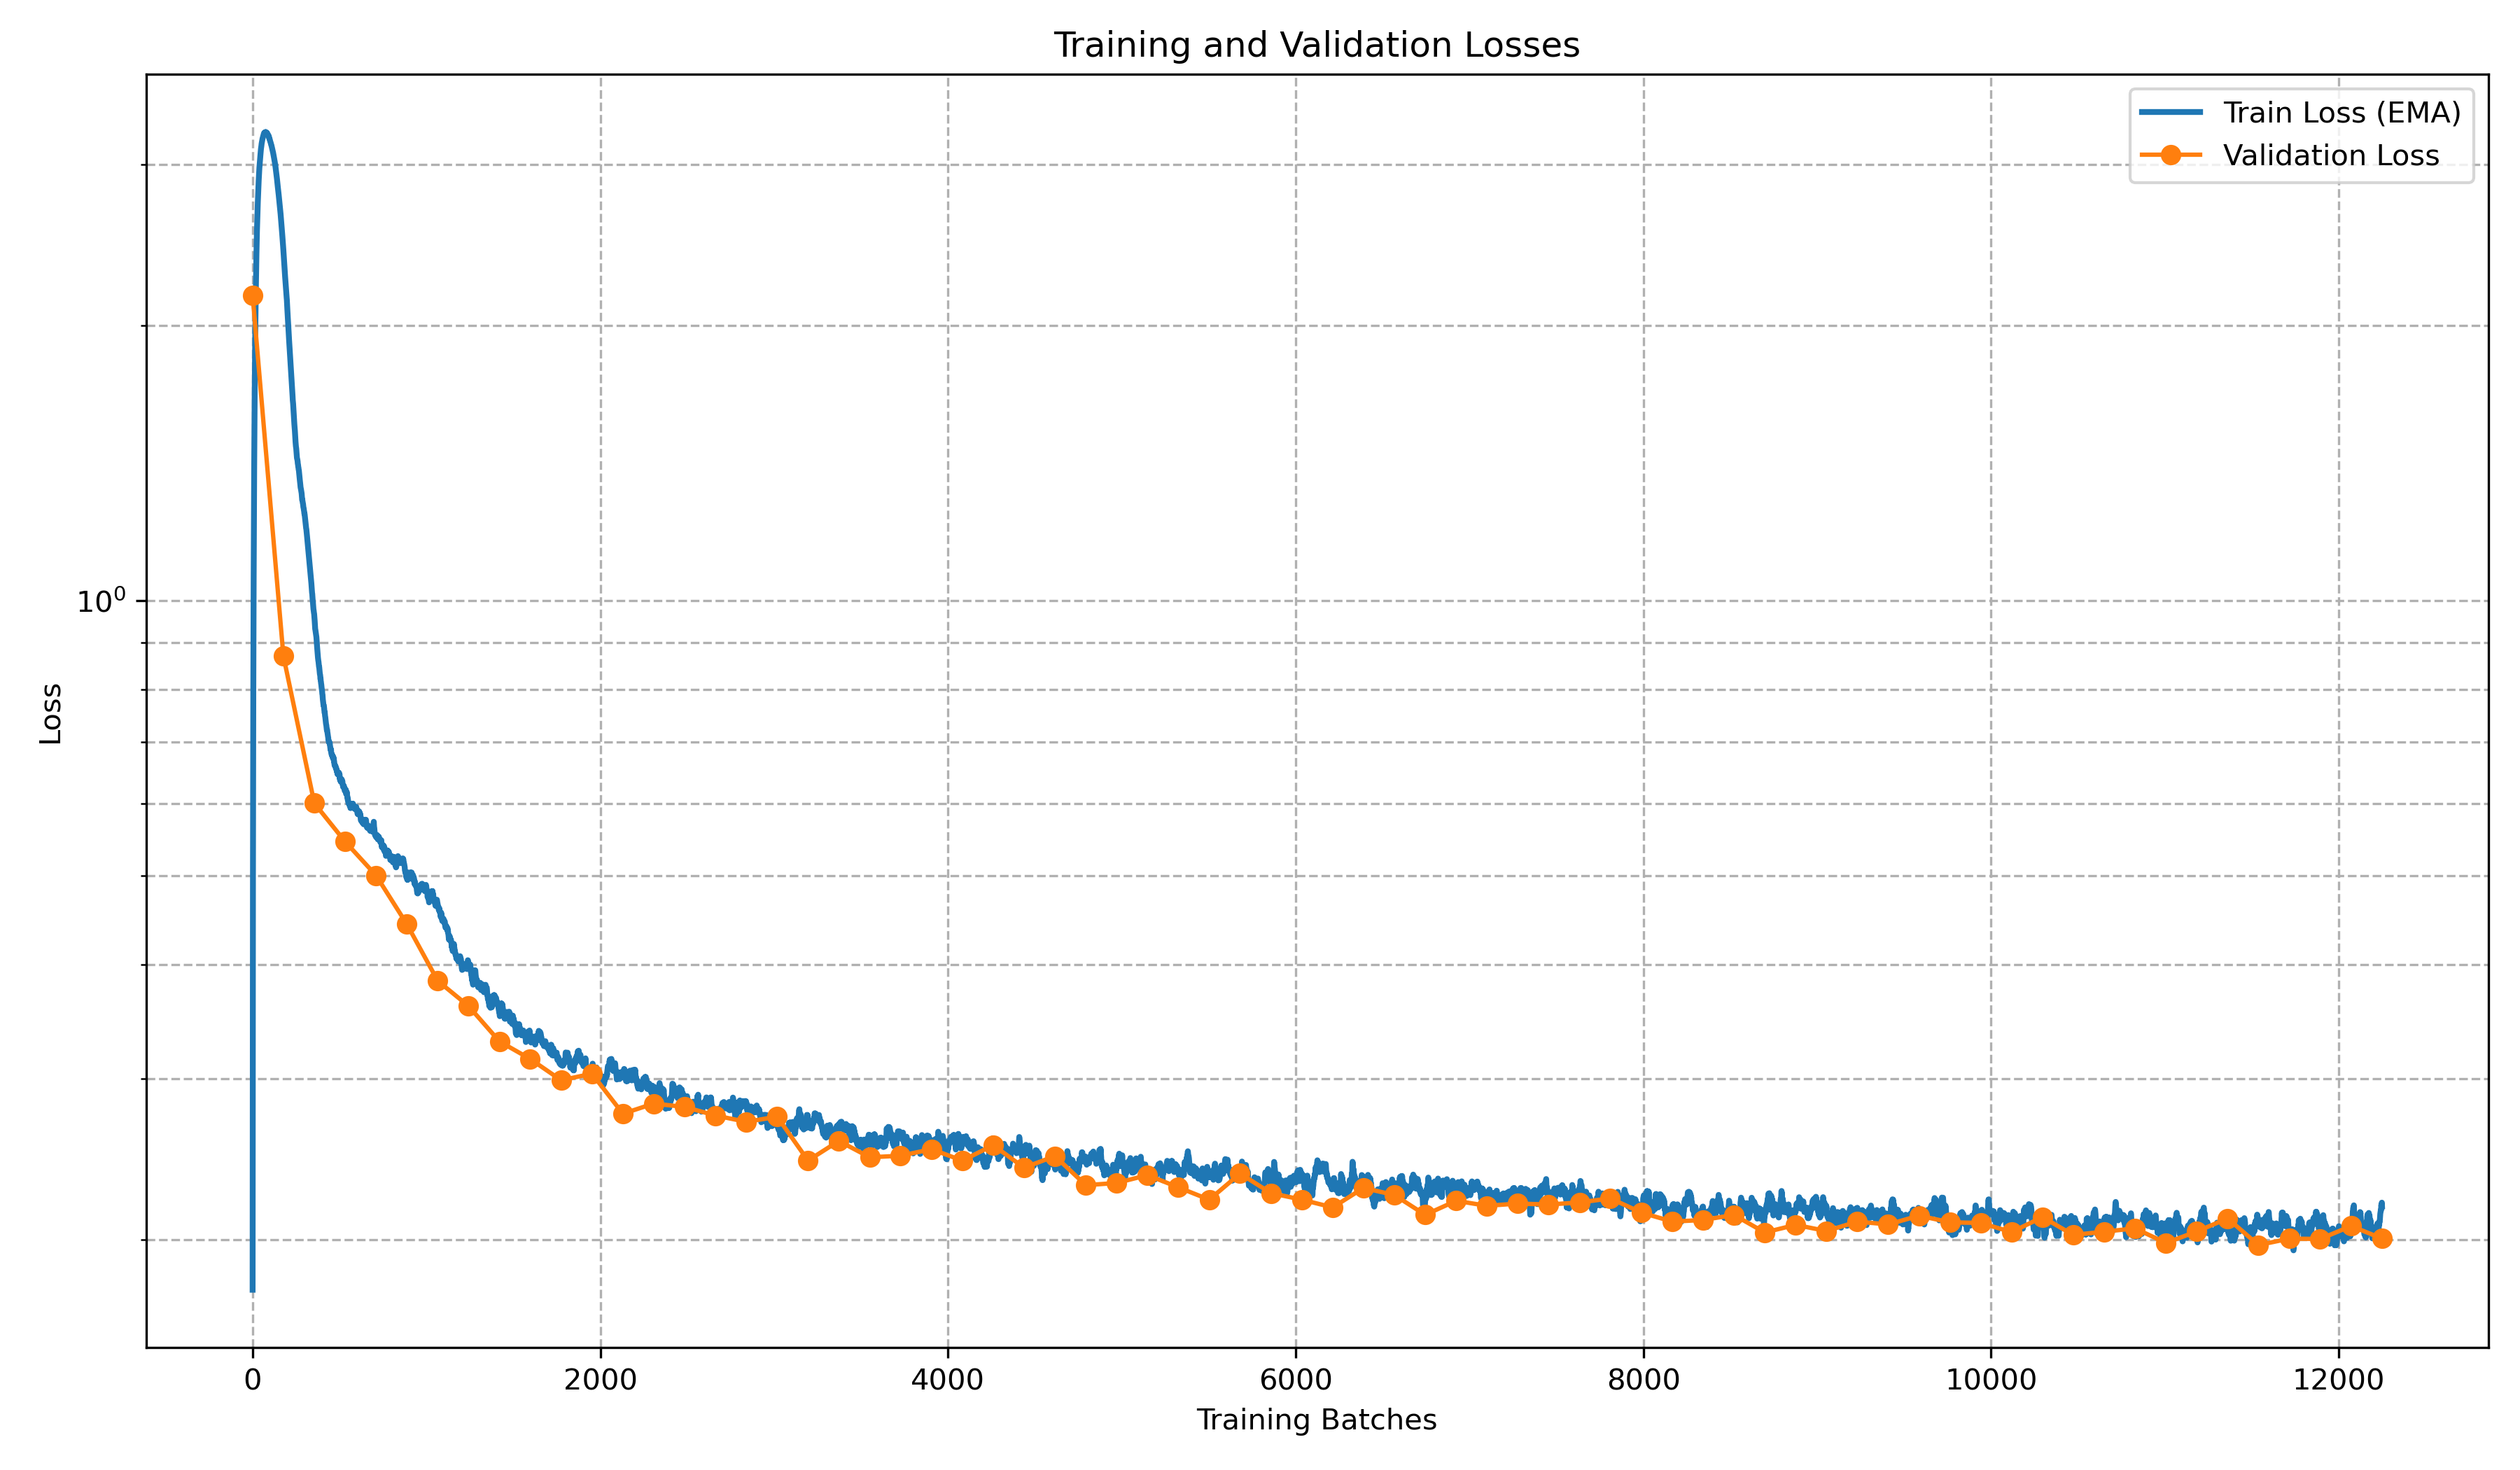 Training and Validation Losses
Train Loss (EMA)
Validation Loss
Loss
10⁰
0 2000 4000 6000 8000 10000 12000
Training Batches